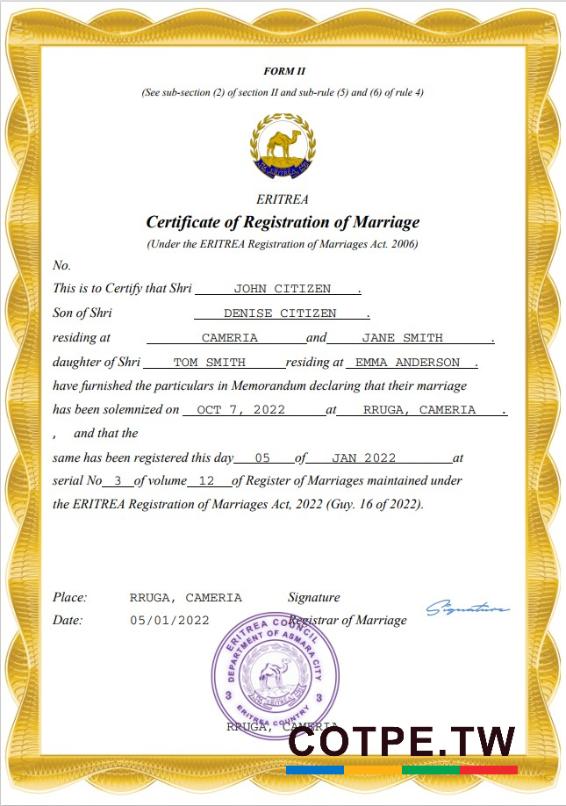 FORM II
(See sub-section (2) of section II and sub-rule (5) and (6) of rule 4)
ERITREA
Certificate of Registration of Marriage
(Under the ERITREA Registration of Marriages Act. 2006)
No.
This is to Certify that Shri JOHN CITIZEN .
Son of Shri DENISE CITIZEN .
residing at CAMERIA and JANE SMITH .
daughter of Shri TOM SMITH residing at EMMA ANDERSON .
have furnished the particulars in Memorandum declaring that their marriage
has been solemnized on OCT 7, 2022 at RRUGA, CAMERIA .
, and that the
same has been registered this day 05 of JAN 2022 at
serial No 3 of volume 12 of Register of Marriages maintained under
the ERITREA Registration of Marriages Act, 2022 (Guy. 16 of 2022).
Place: RRUGA, CAMERIA Signature
Signature
Date: 05/01/2022 Registrar of Marriage
ERITREA COUNCIL
DEPARTMENT OF ASMARA CITY
3 3
ERITREA COUNTRY
RRUGA, CAMERIA
COTPE.TW